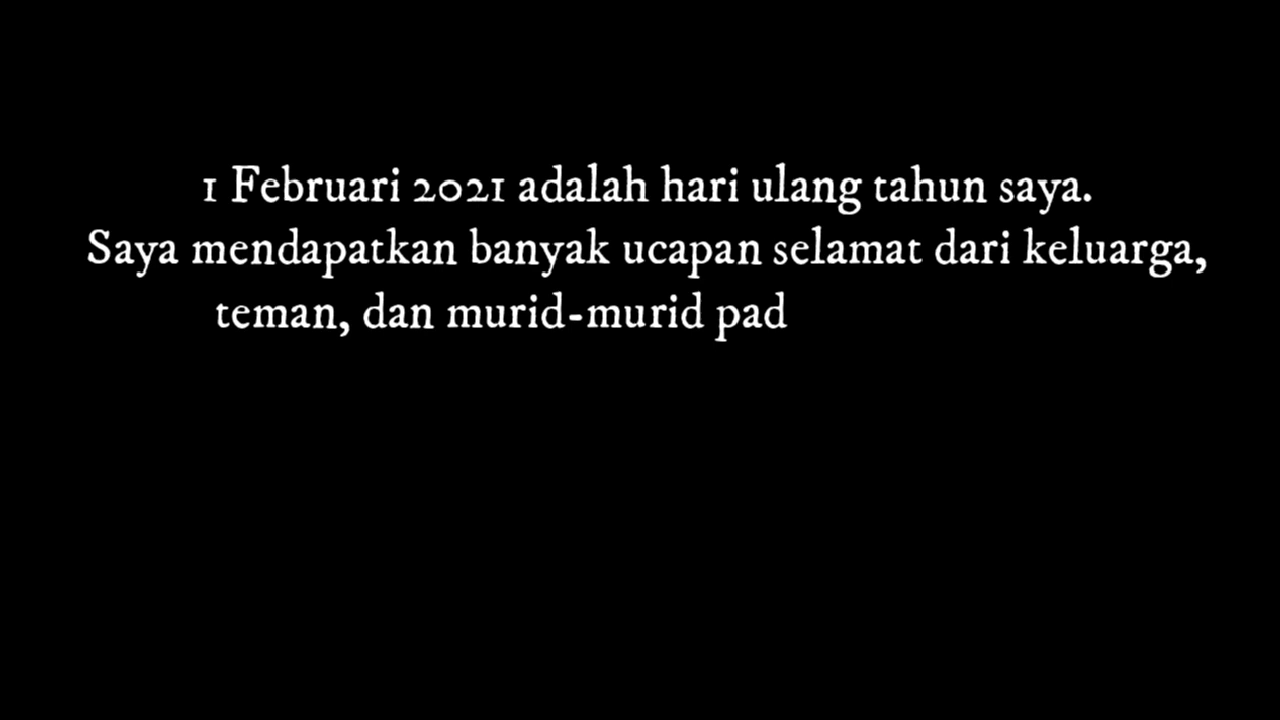 1 Februari 2021 adalah hari ulang tahun saya.
Saya mendapatkan banyak ucapan selamat dari keluarga,
teman, dan murid-murid pad